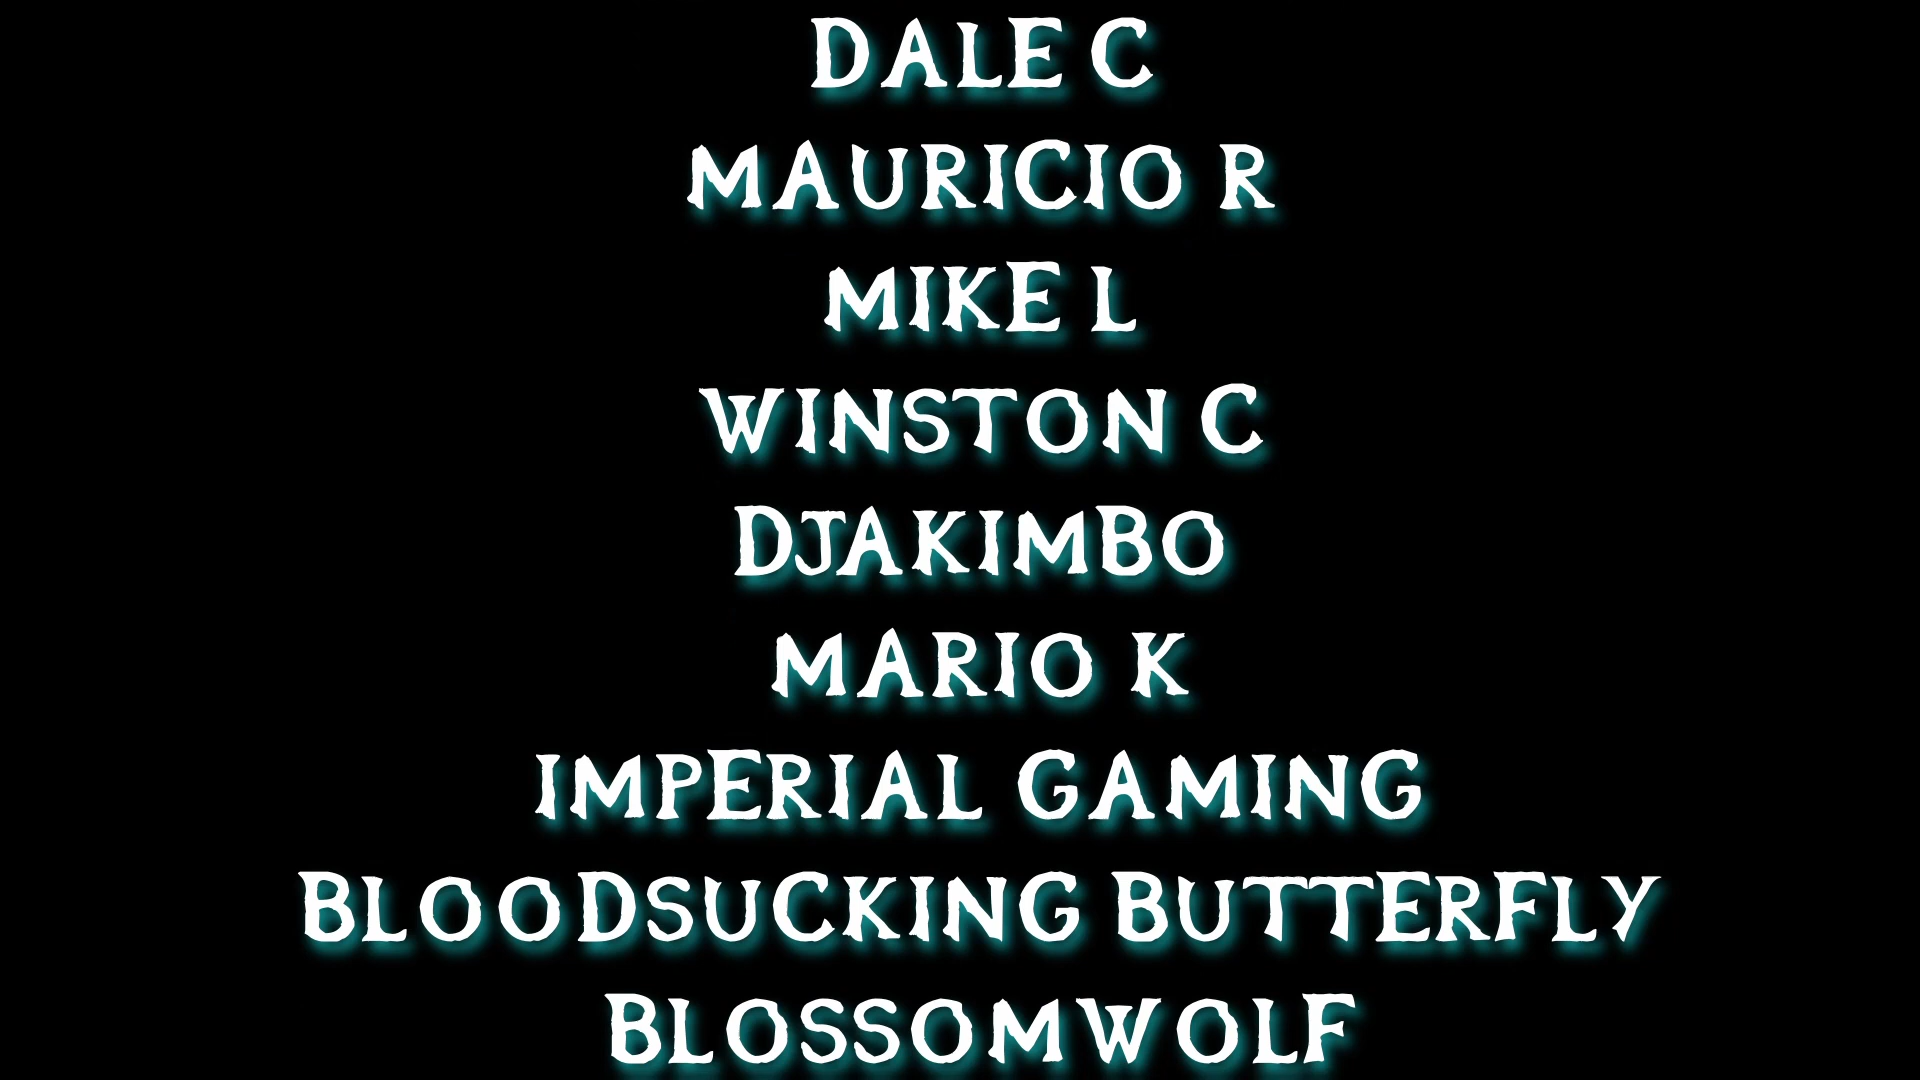 DALE C
MAURICIO R
MIKE L
WINSTON C
DJAKIMBO
MARIO K
IMPERIAL GAMING
BLOODSUCKING BUTTERFLY
BLOSSOMWOLF